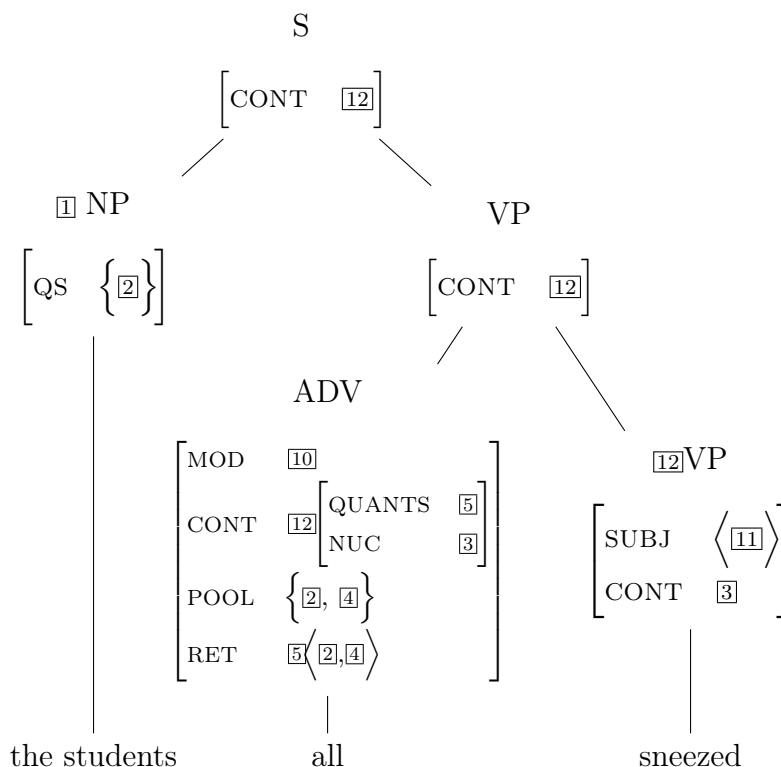 S
[CONT 12]
1 NP
[QS {2}]
VP
[CONT 12]
ADV
[MOD 10
CONT 12[QUANTS 5
NUC 3]
POOL {2, 4}
RET 5⟨2,4⟩]
12VP
[SUBJ ⟨11⟩
CONT 3]
the students all sneezed